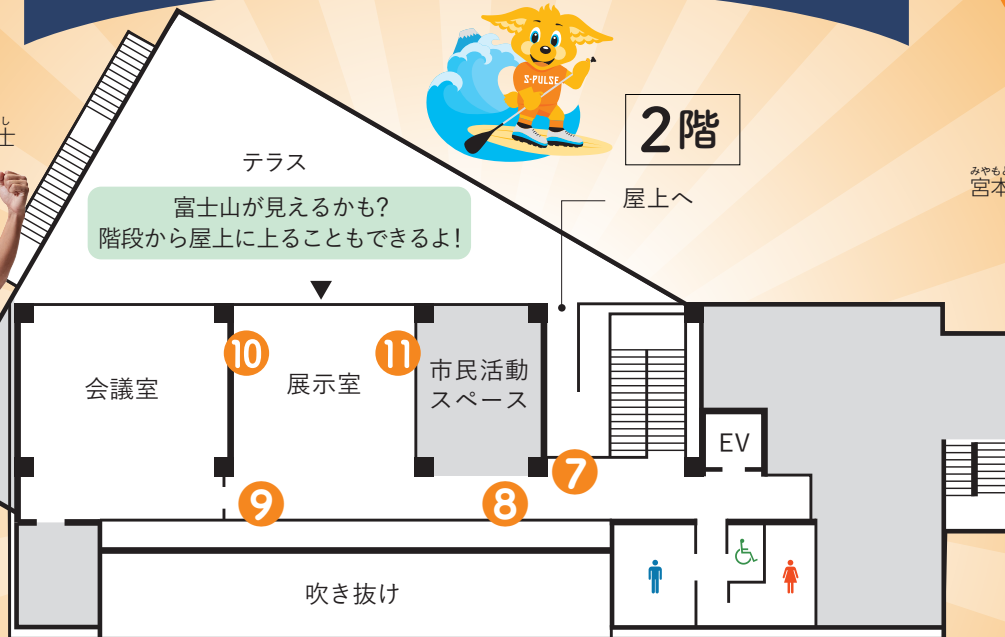 S-PULSE
2階
し
士
みやもと
宮本
テラス
屋上へ
富士山が見えるかも?
階段から屋上に上ることもできるよ!
10
11
会議室
展示室
市民活動
スペース
EV
7
8
9
吹き抜け